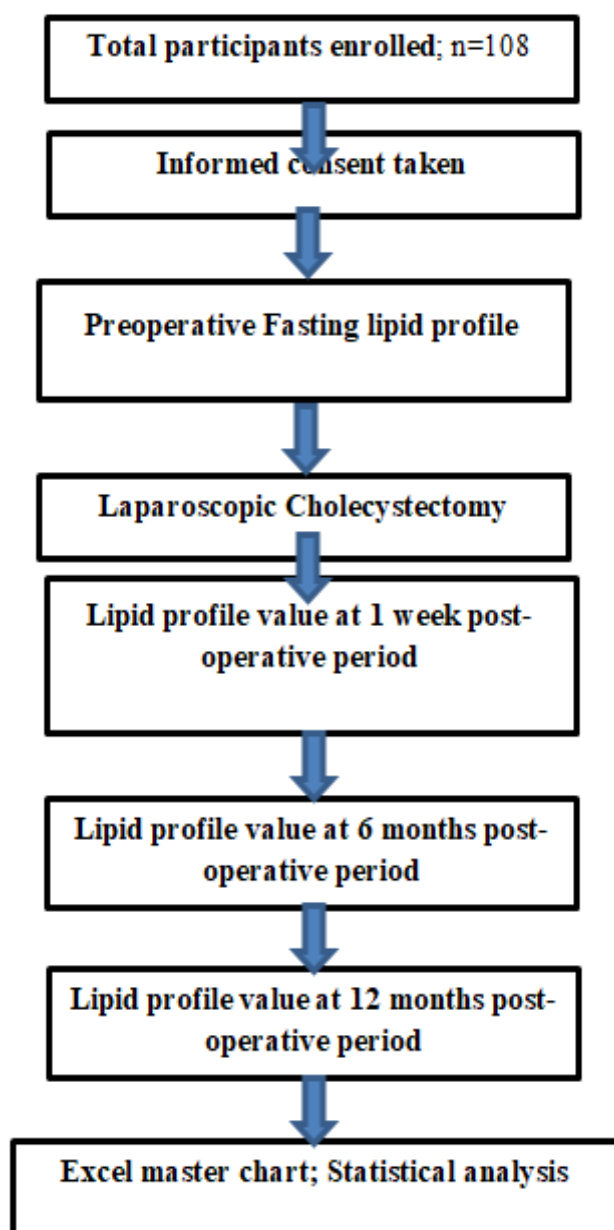 Total participants enrolled; n=108
Informed consent taken
Preoperative Fasting lipid profile
Laparoscopic Cholecystectomy
Lipid profile value at 1 week post-
operative period
Lipid profile value at 6 months post-
operative period
Lipid profile value at 12 months post-
operative period
Excel master chart; Statistical analysis